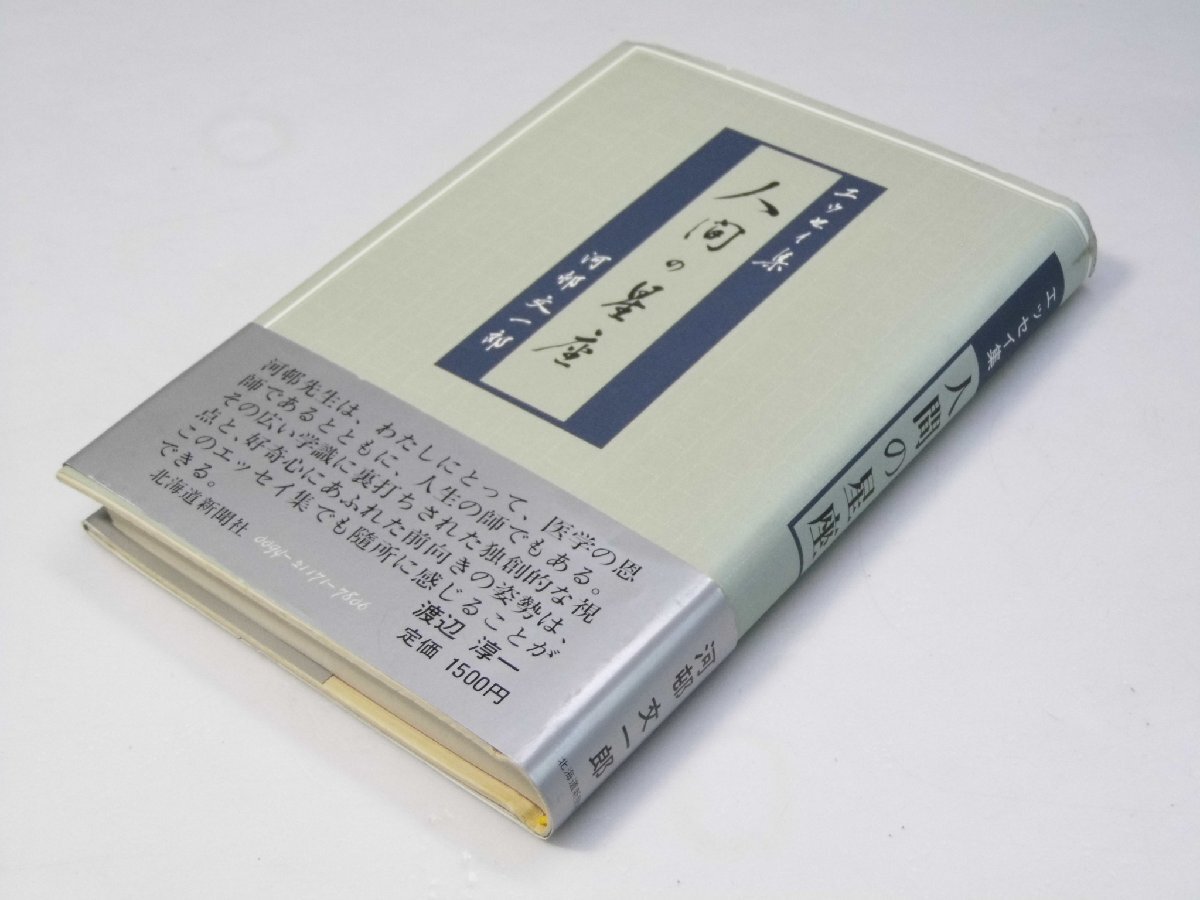 エッセイ集
人間の星座
河邨文一郎
河邨先生は、わたしにとって、医学の恩
師であるとともに、人生の師でもある。
その広い学識に裏打ちされた独創的な視
点と、好奇心にあふれた前向きの姿勢は、
このエッセイ集でも随所に感じることが
できる。
渡辺 淳一
北海道新聞社
0094-21171-7506
定価 1500円
エッセイ集
人間の星座
河邨文一郎
北海道新